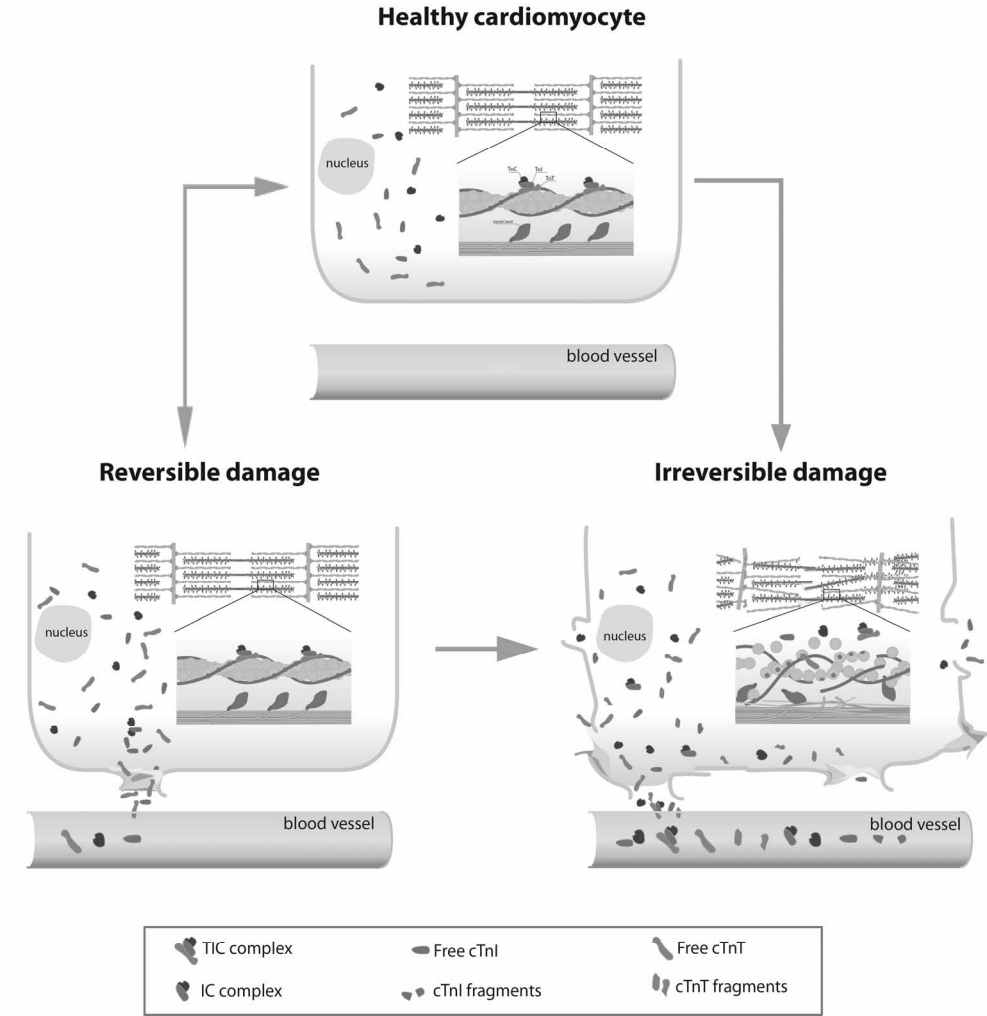 Healthy cardiomyocyte
nucleus
TnC
TnI
TnT
blood vessel
Reversible damage
Irreversible damage
nucleus
nucleus
blood vessel
blood vessel
TIC complex
Free cTnI
Free cTnT
IC complex
cTnI fragments
cTnT fragments